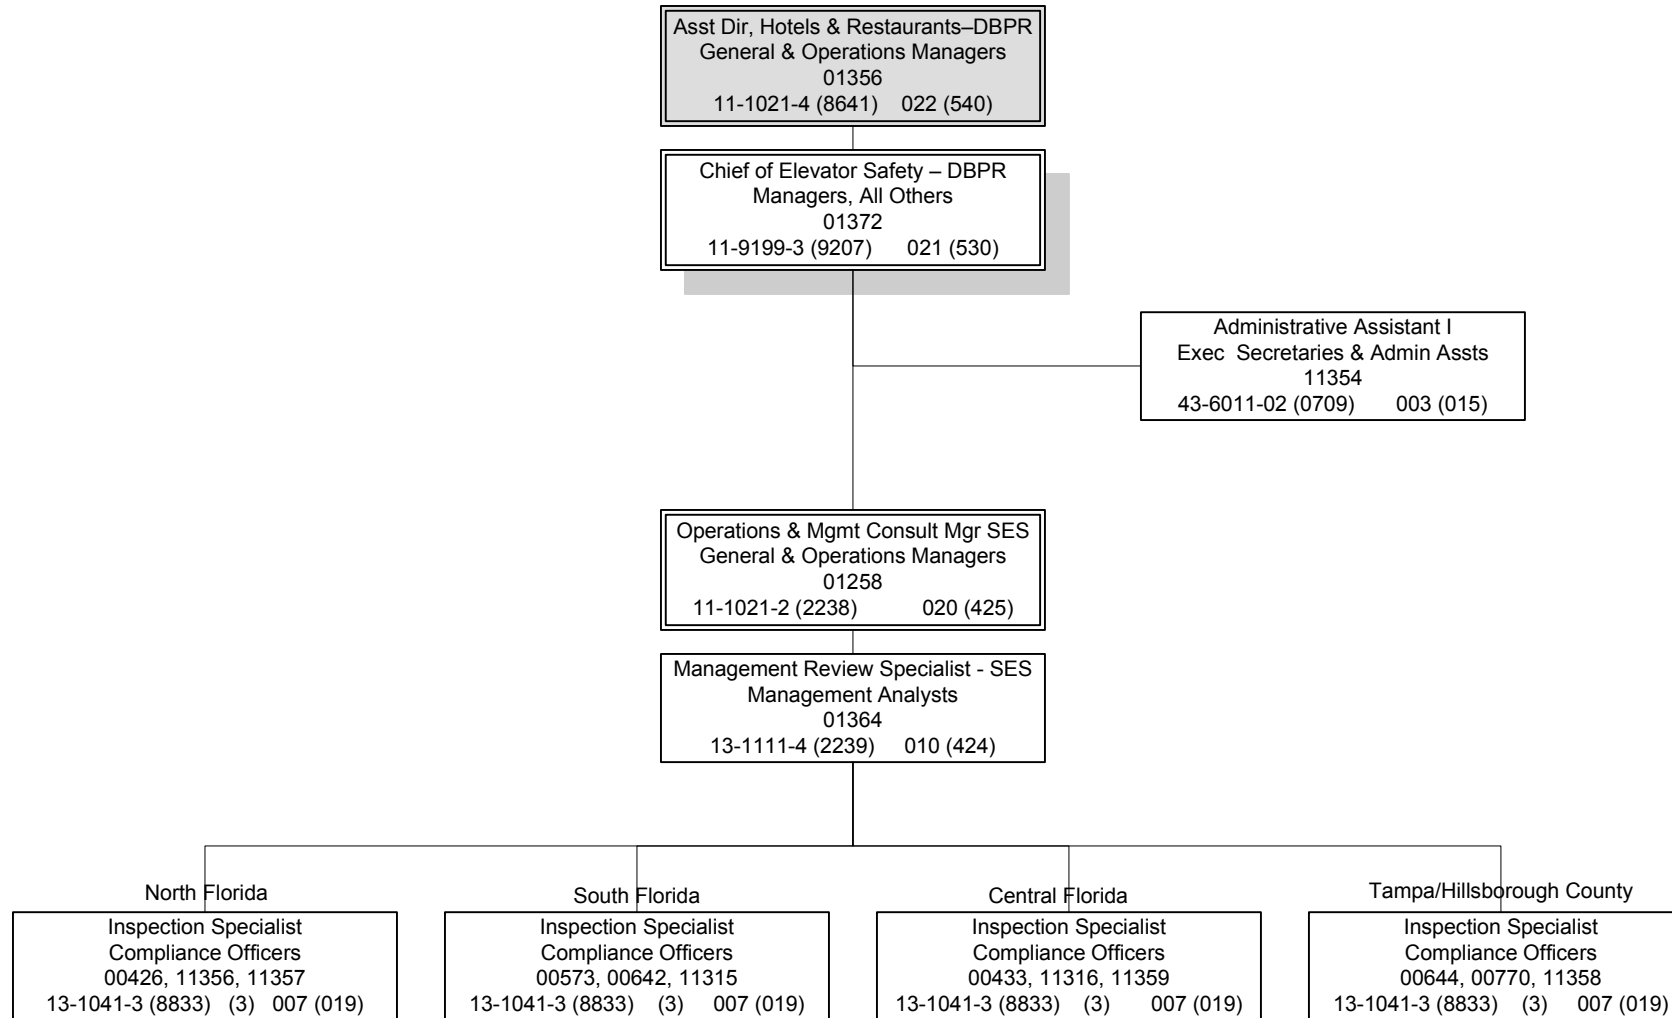 Asst Dir, Hotels & Restaurants–DBPR
General & Operations Managers
01356
11-1021-4 (8641) 022 (540)
Chief of Elevator Safety – DBPR
Managers, All Others
01372
11-9199-3 (9207) 021 (530)
Administrative Assistant I
Exec Secretaries & Admin Assts
11354
43-6011-02 (0709) 003 (015)
Operations & Mgmt Consult Mgr SES
General & Operations Managers
01258
11-1021-2 (2238) 020 (425)
Management Review Specialist - SES
Management Analysts
01364
13-1111-4 (2239) 010 (424)
North Florida
Inspection Specialist
Compliance Officers
00426, 11356, 11357
13-1041-3 (8833) (3) 007 (019)
South Florida
Inspection Specialist
Compliance Officers
00573, 00642, 11315
13-1041-3 (8833) (3) 007 (019)
Central Florida
Inspection Specialist
Compliance Officers
00433, 11316, 11359
13-1041-3 (8833) (3) 007 (019)
Tampa/Hillsborough County
Inspection Specialist
Compliance Officers
00644, 00770, 11358
13-1041-3 (8833) (3) 007 (019)